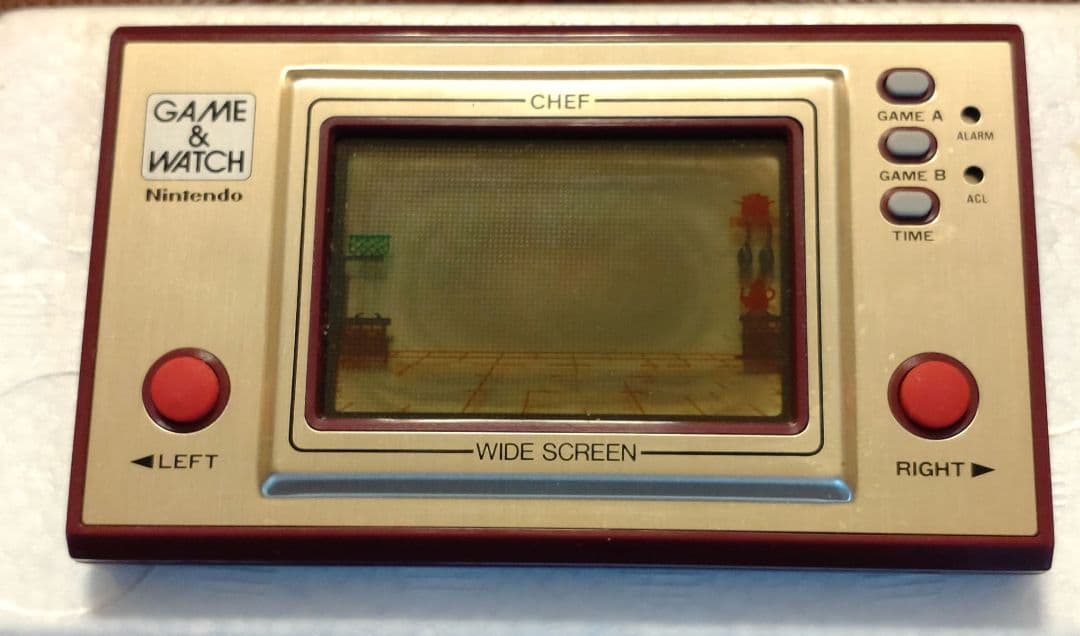 GAME
&
WATCH
Nintendo
CHEF
GAME A
ALARM
GAME B
ACL
TIME
◀LEFT
WIDE SCREEN
RIGHT▶